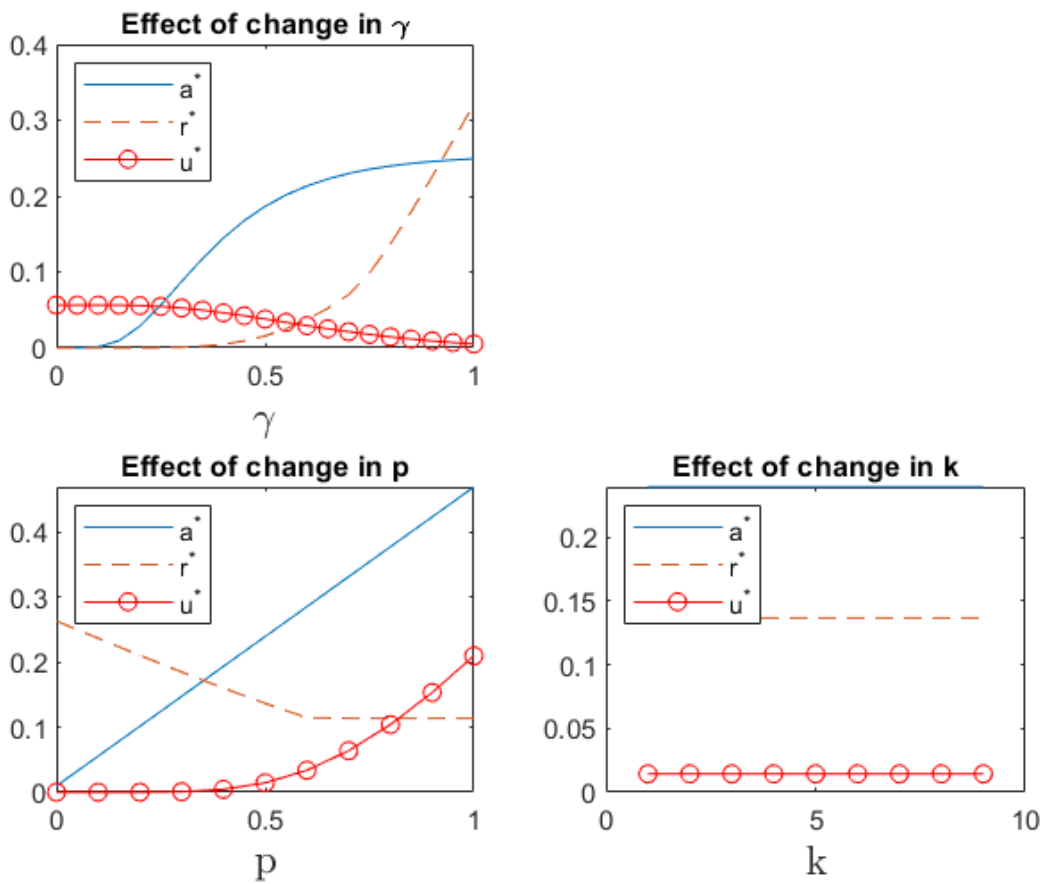 Effect of change in γ
0.4
0.3
0.2
0.1
0
a*
r*
u*
0
0.5
1
γ
Effect of change in p
0.4
0.3
0.2
0.1
0
a*
r*
u*
0
0.5
1
p
Effect of change in k
0.2
0.15
0.1
0.05
0
a*
r*
u*
0
5
10
k